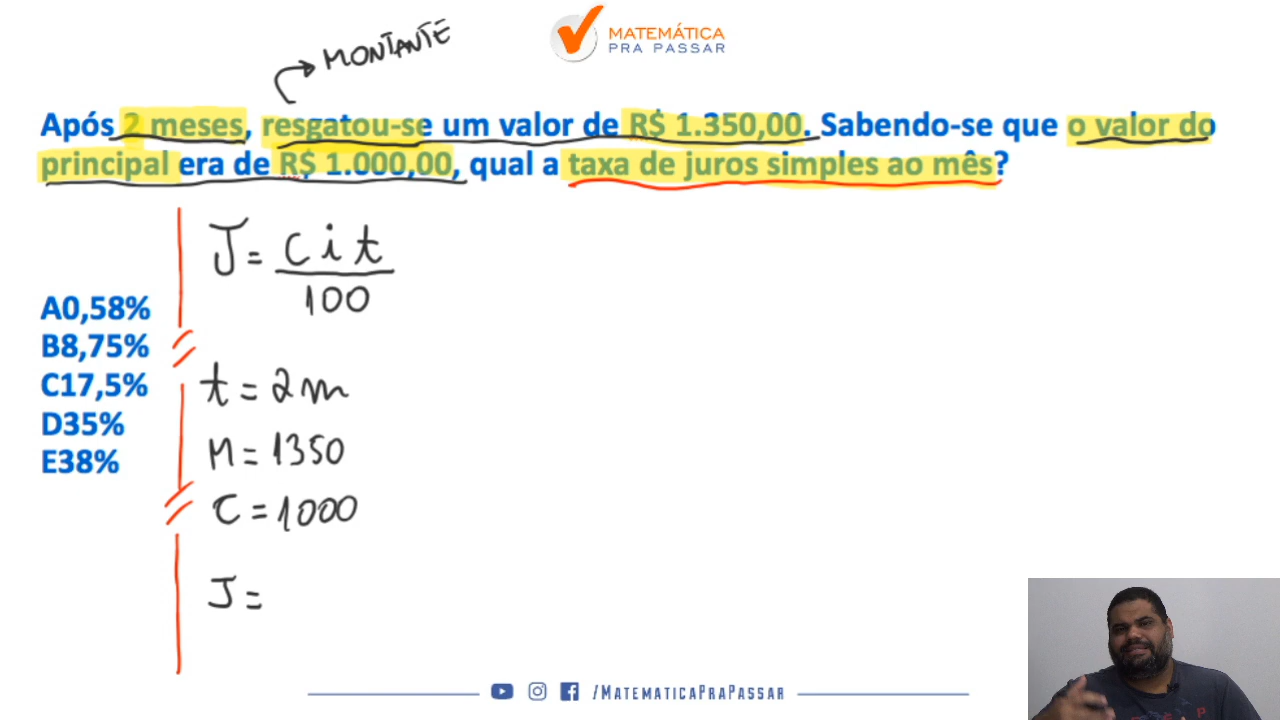 MATEMÁTICA
PRA PASSAR
MONTANTE
Após 2 meses, resgatou-se um valor de R$ 1.350,00. Sabendo-se que o valor do
principal era de R$ 1.000,00, qual a taxa de juros simples ao mês?
J = c i t
100
A0,58%
B8,75%
C17,5%
D35%
E38%
t = 2m
M = 1350
C = 1000
J =
/MATEMATICAPRAPASSAR